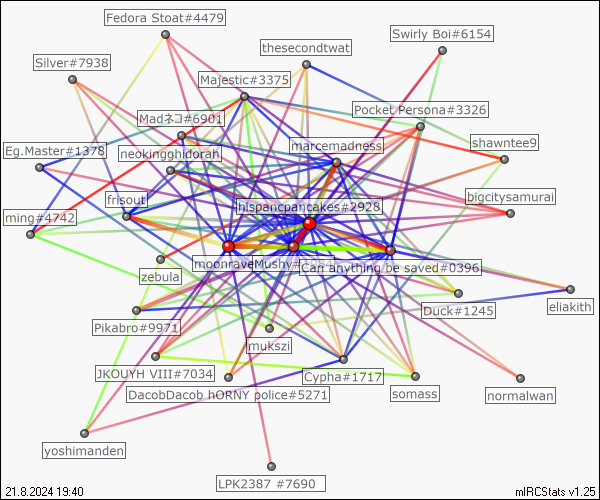 Fedora Stoat#4479
Swirly Boi#6154
thesecondtwat
Silver#7938
Majestic#3375
Pocket Persona#3326
Madネコ#6901
marcemadness
shawntee9
Eg.Master#1378
neokingghidorah
bigcitysamurai
frisout
hispancpancakes#2928
ming#4742
moonrave
Mushy#
Can anything be saved#0396
zebula
eliakith
Duck#1245
Pikabro#9971
mukszi
JKOUYH VIII#7034
Cypha#1717
DacobDacob hORNY police#5271
somass
normalwan
yoshimanden
LPK2387 #7690
21.8.2024 19:40
mIRCStats v1.25